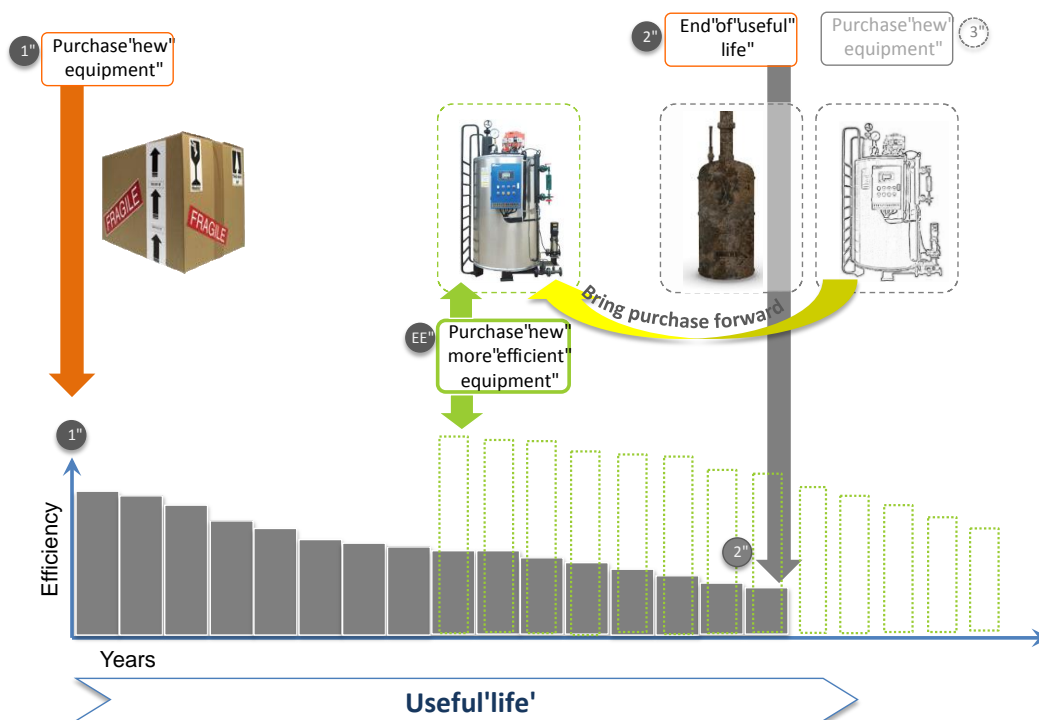 1"
Purchase"new"
equipment"
2"
End"of"useful"
life"
Purchase"new"
equipment"
3"
FRAGILE
FRAGILE
Bring purchase forward
EE"
Purchase"new"
more"efficient"
equipment"
1"
2"
Efficiency
Years
Useful'life'